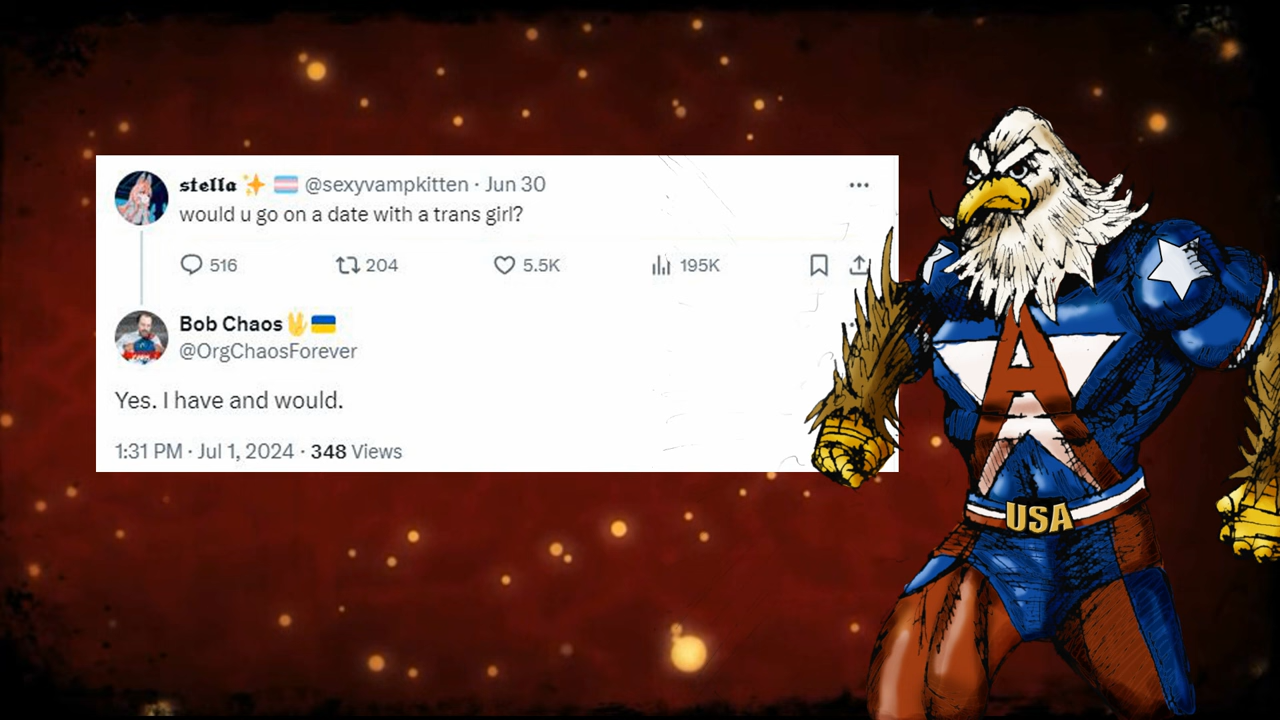 stella ✨ 🏳️‍⚧️ @sexyvampkitten · Jun 30
would u go on a date with a trans girl?
516 204 5.5K 195K
Bob Chaos🖖🇺🇦
@OrgChaosForever
Yes. I have and would.
1:31 PM · Jul 1, 2024 · 348 Views
A
USA